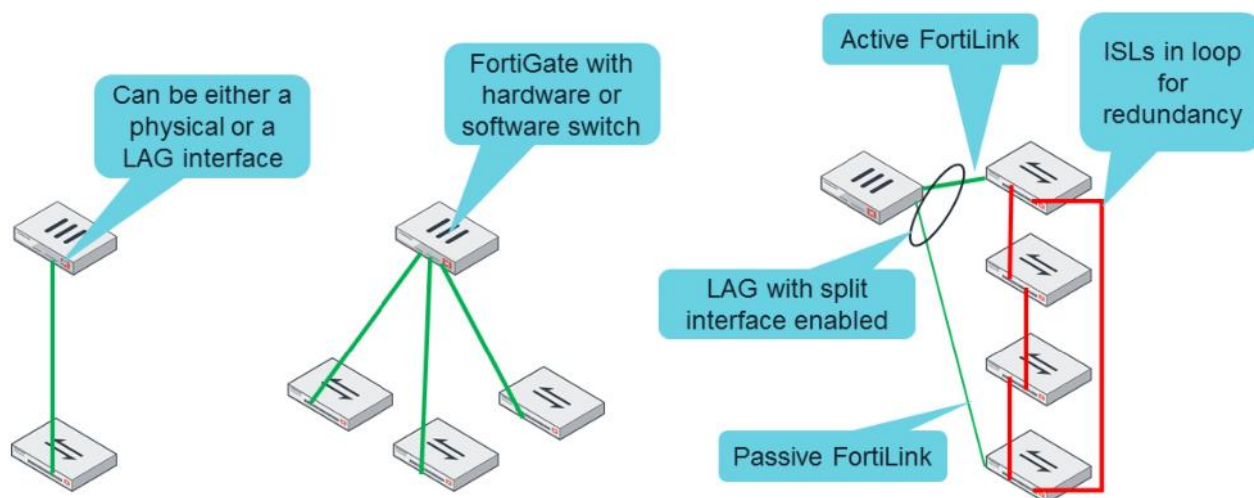 Can be either a
physical or a
LAG interface
FortiGate with
hardware or
software switch
Active FortiLink
ISLs in loop
for
redundancy
LAG with split
interface enabled
Passive FortiLink